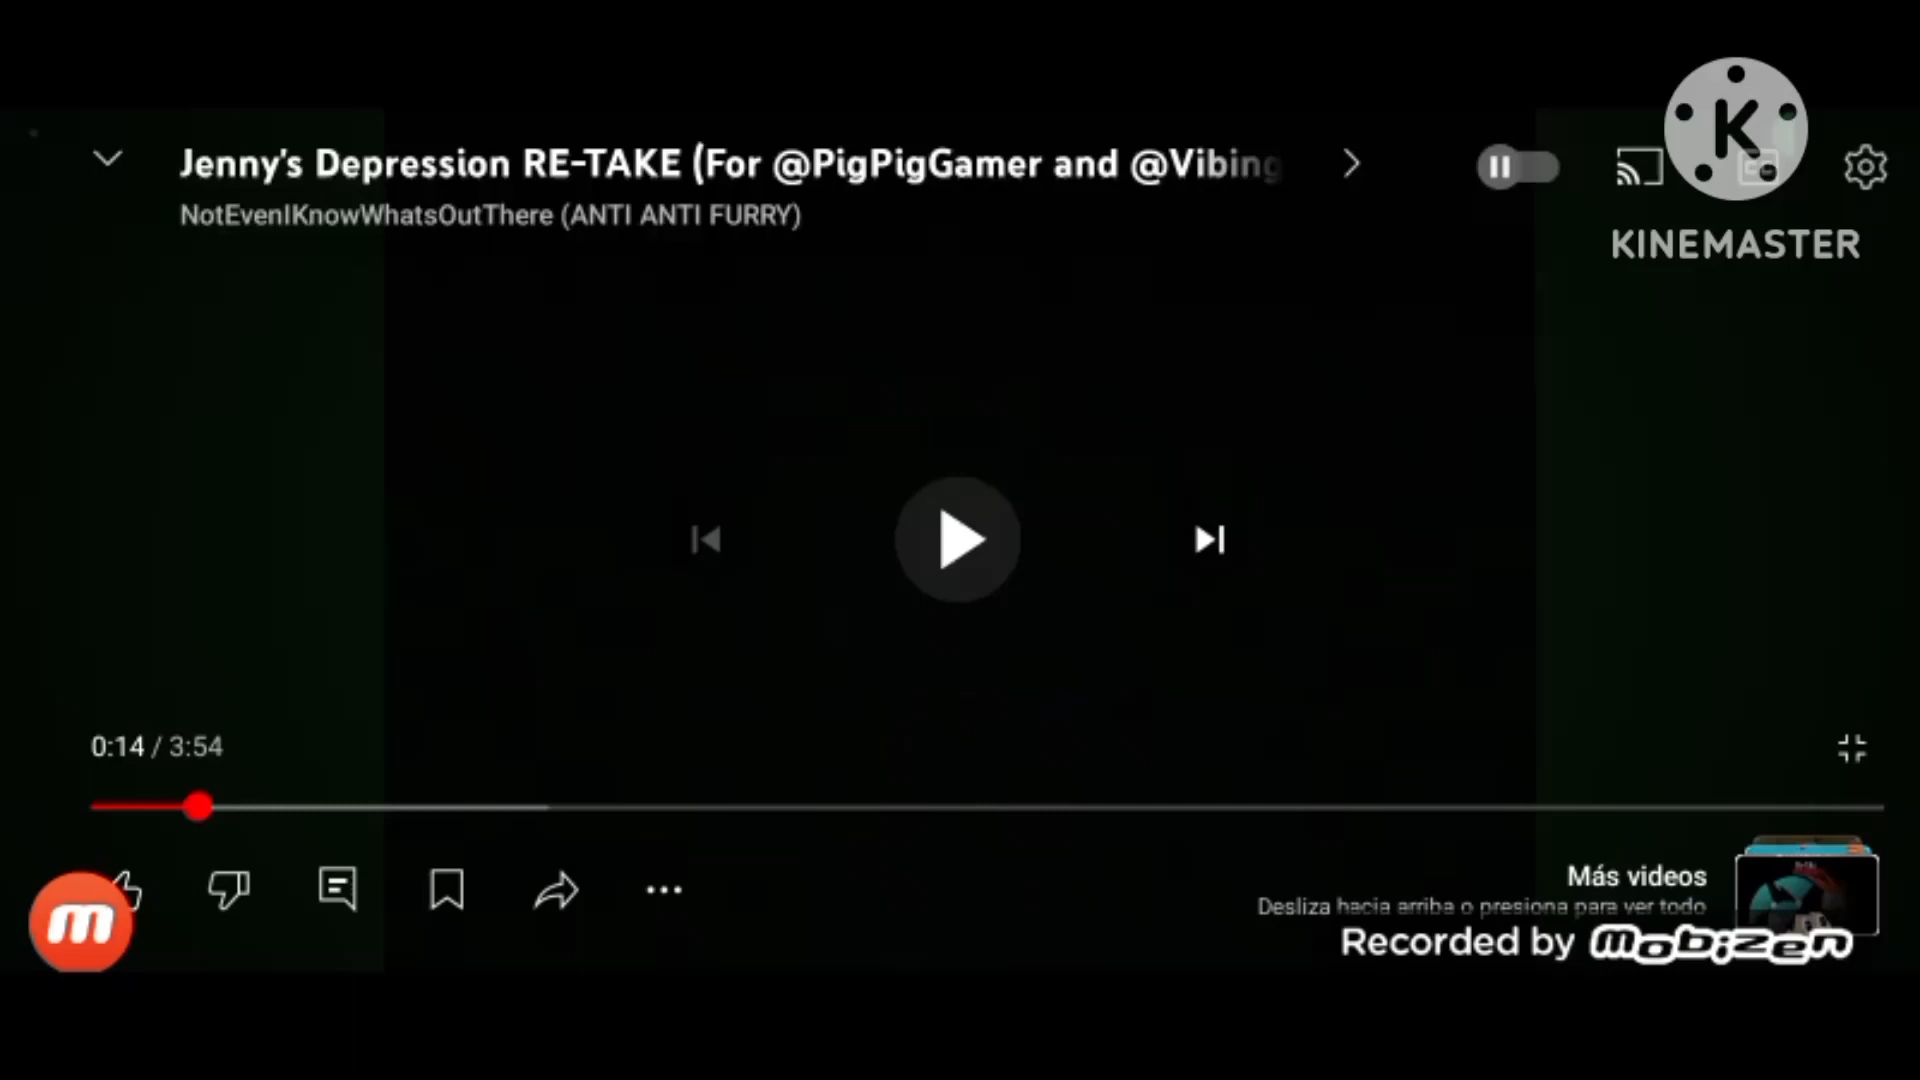 Jenny's Depression RE-TAKE (For @PigPigGamer and @Vibing
NotEvenIKnowWhatsOutThere (ANTI ANTI FURRY)
K
KINEMASTER
0:14 / 3:54
Más videos
Desliza hacia arriba o presiona para ver todo
m
Recorded by mobizen